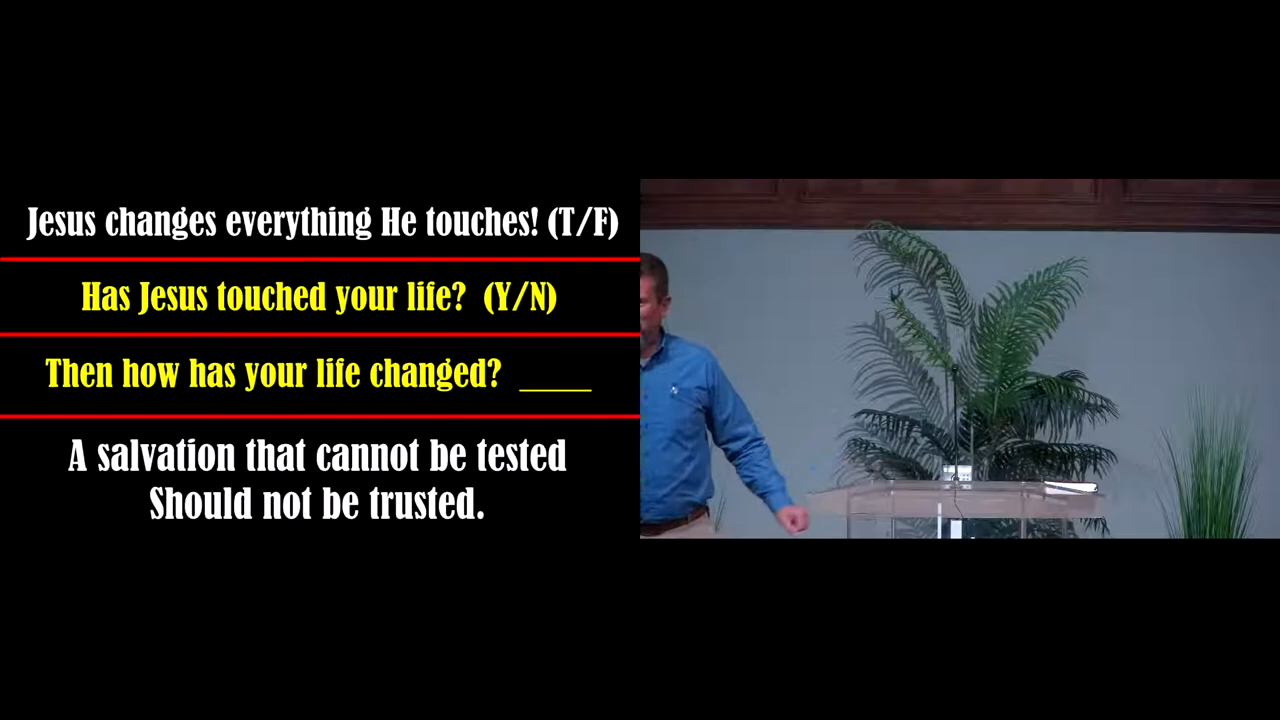 Jesus changes everything He touches! (T/F)
Has Jesus touched your life? (Y/N)
Then how has your life changed? ____
A salvation that cannot be tested
Should not be trusted.